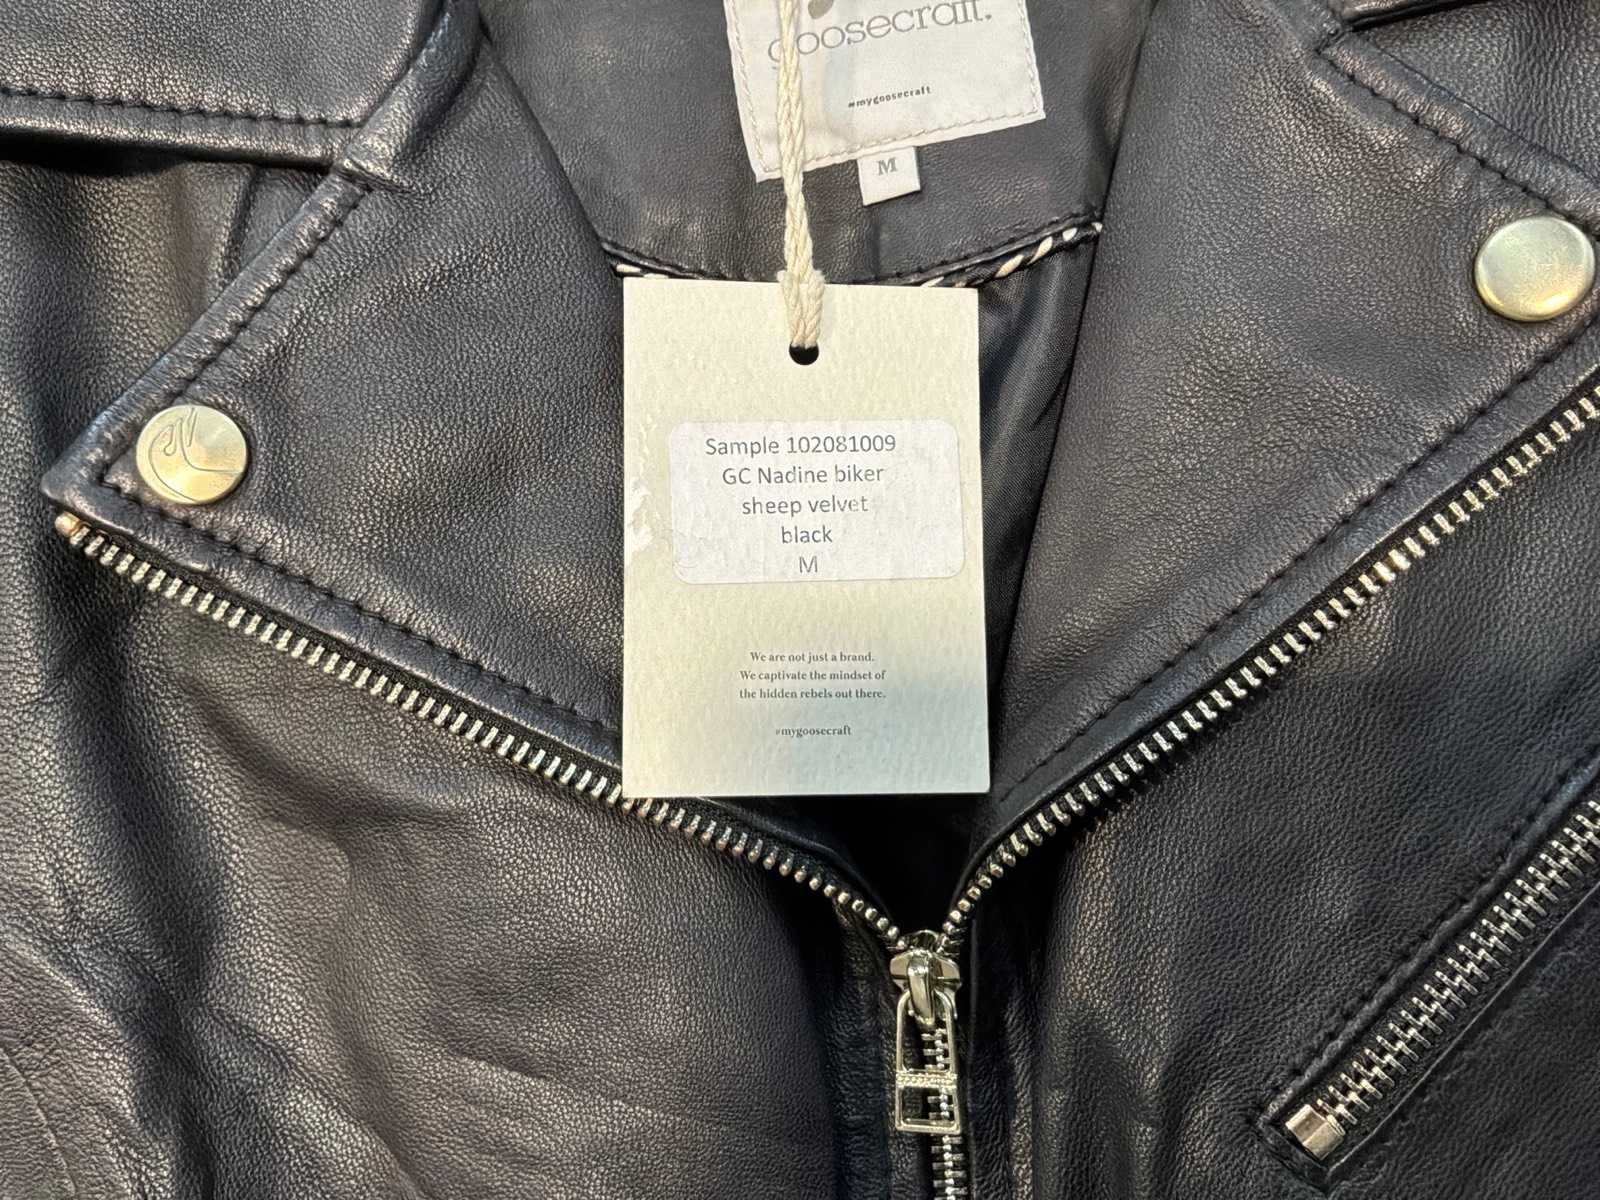 goosecraft.
#mygoosecraft
M
Sample 102081009
GC Nadine biker
sheep velvet
black
M
We are not just a brand.
We captivate the mindset of
the hidden rebels out there.
#mygoosecraft